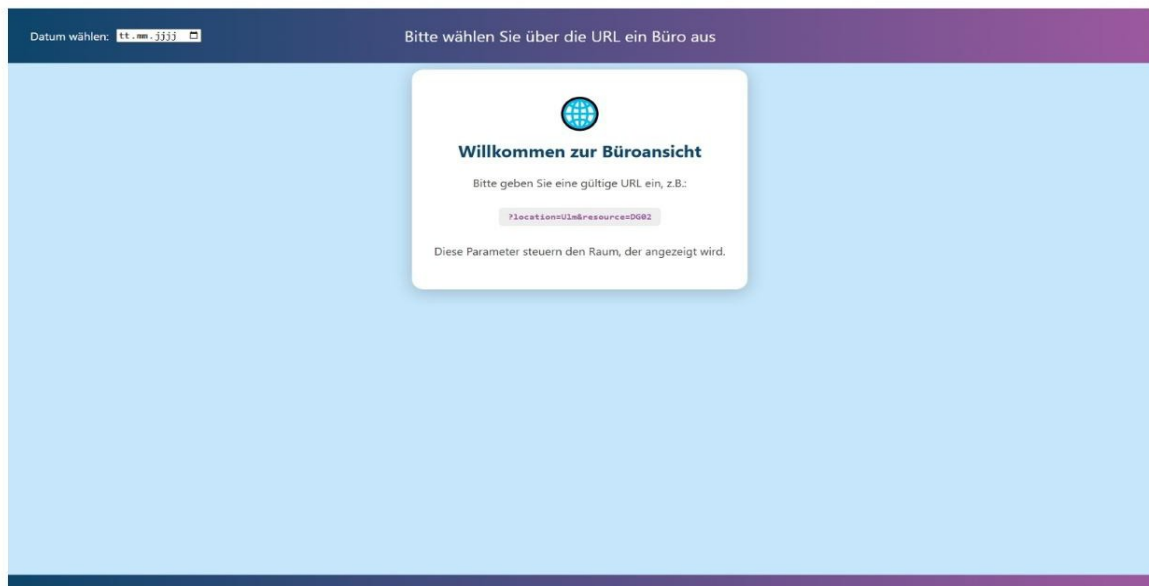 Datum wählen: tt.mm.jjjj
Bitte wählen Sie über die URL ein Büro aus
Willkommen zur Büroansicht
Bitte geben Sie eine gültige URL ein, z.B.:
?location=Ulm&resource=DG02
Diese Parameter steuern den Raum, der angezeigt wird.